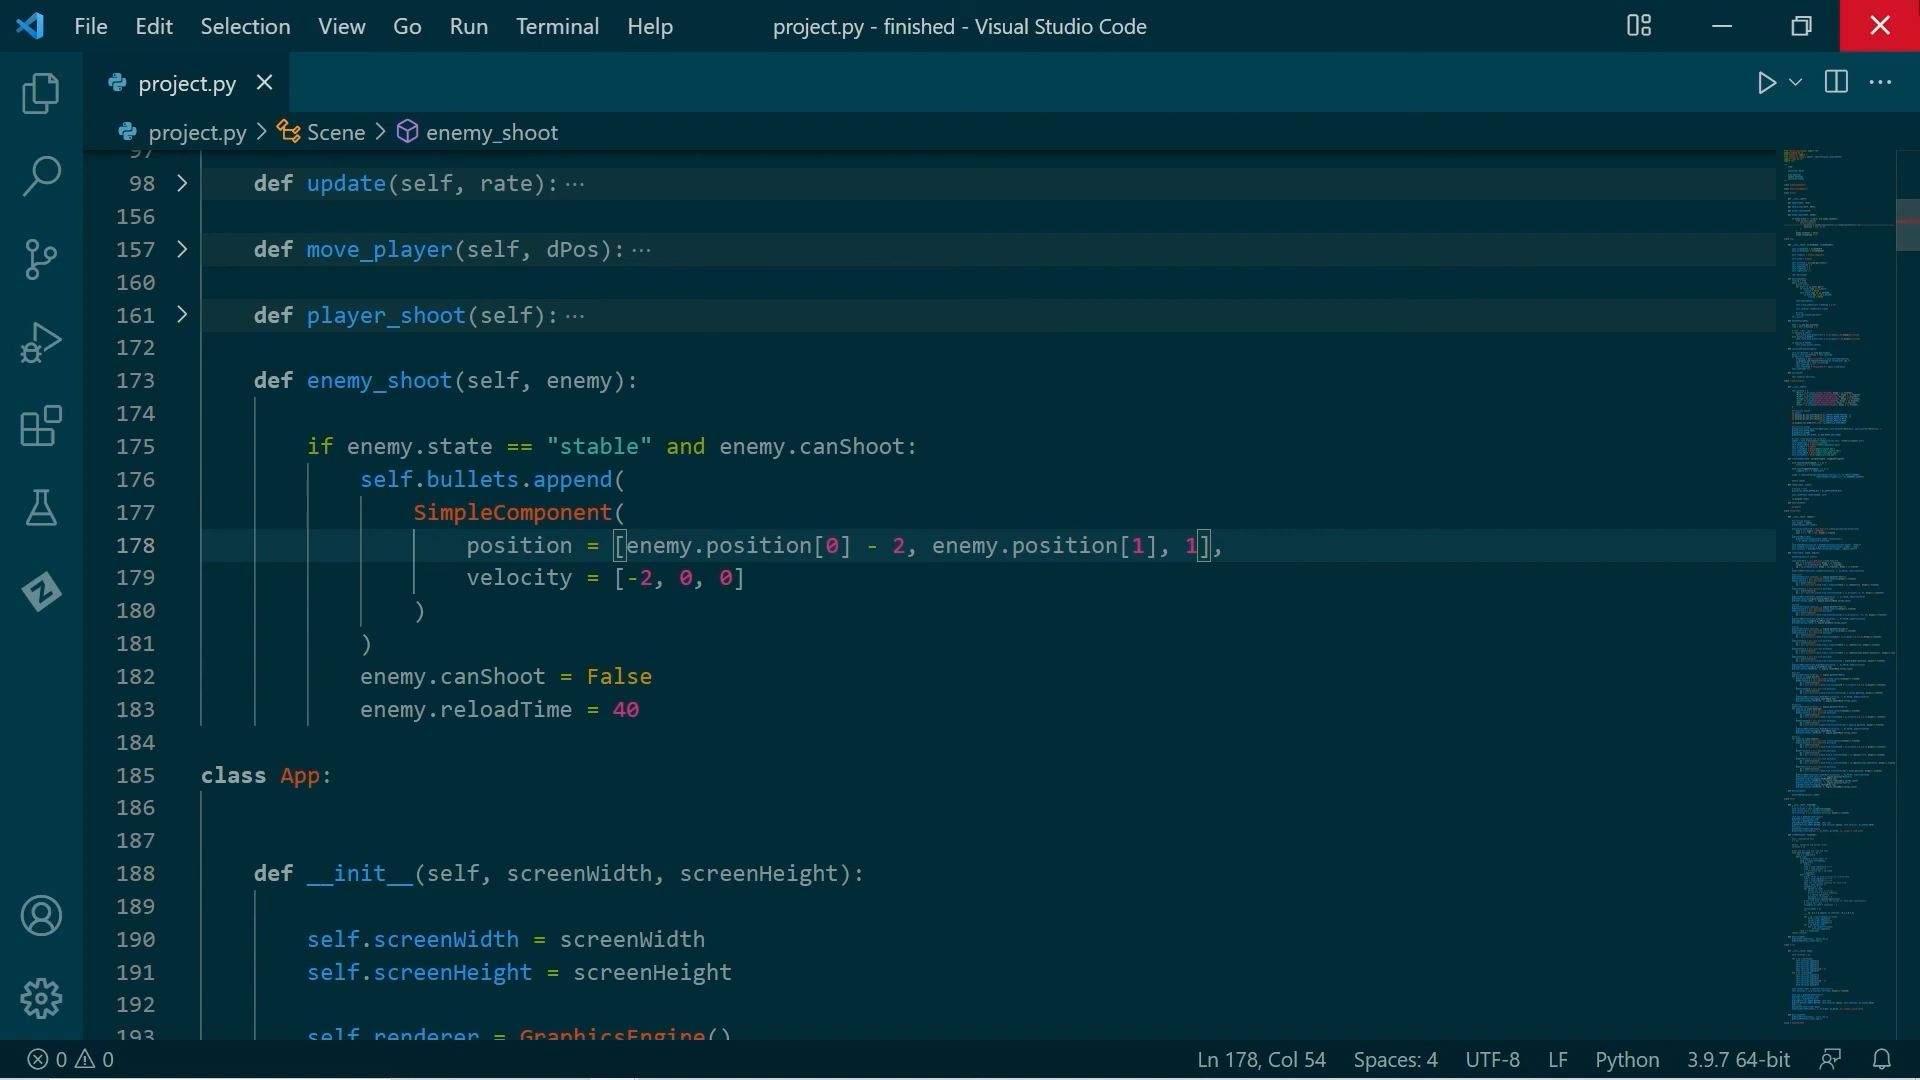 File Edit Selection View Go Run Terminal Help project.py - finished - Visual Studio Code
project.py
project.py > Scene > enemy_shoot
97
98 def update(self, rate):···
156
157 def move_player(self, dPos):···
160
161 def player_shoot(self):···
172
173 def enemy_shoot(self, enemy):
174
175 if enemy.state == "stable" and enemy.canShoot:
176 self.bullets.append(
177 SimpleComponent(
178 position = [enemy.position[0] - 2, enemy.position[1], 1],
179 velocity = [-2, 0, 0]
180 )
181 )
182 enemy.canShoot = False
183 enemy.reloadTime = 40
184
185 class App:
186
187
188 def __init__(self, screenWidth, screenHeight):
189
190 self.screenWidth = screenWidth
191 self.screenHeight = screenHeight
192
193 self.renderer = GraphicsEngine()
0 0 Ln 178, Col 54 Spaces: 4 UTF-8 LF Python 3.9.7 64-bit